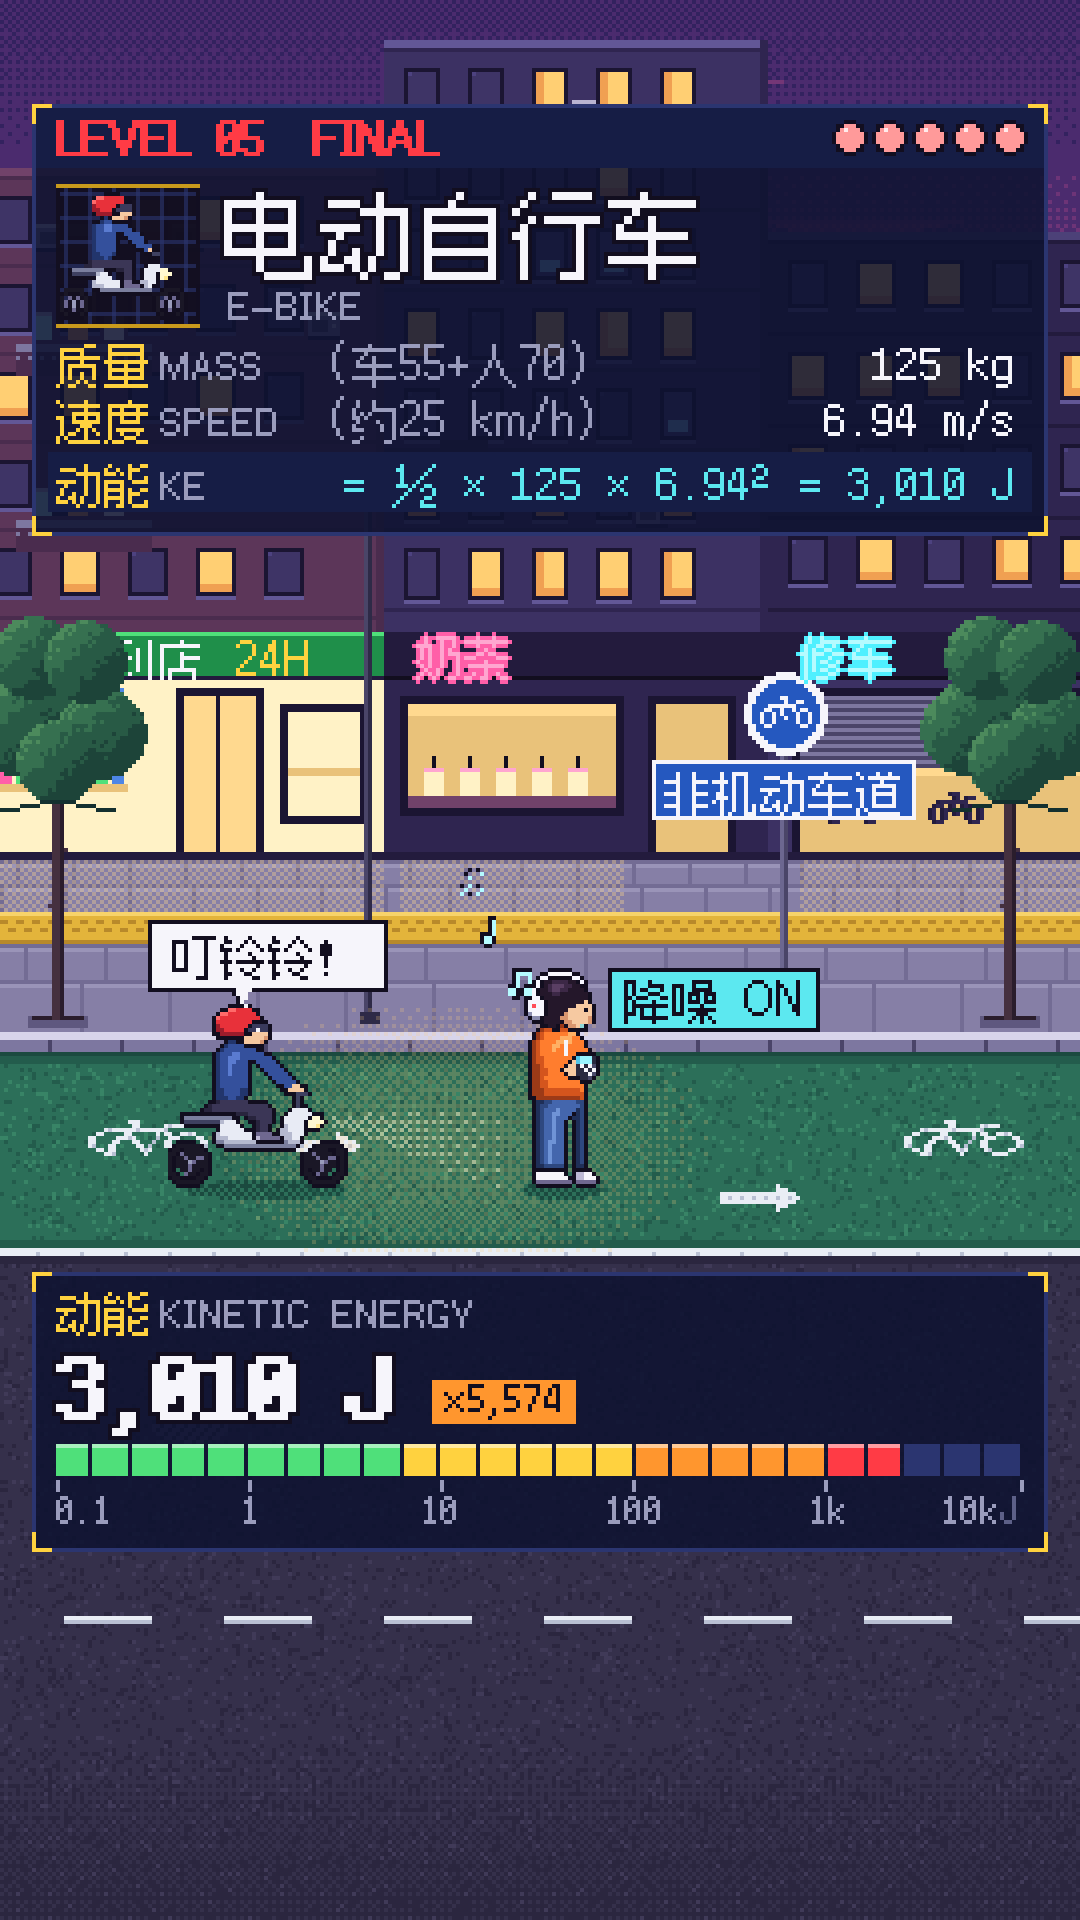 LEVEL 05 FINAL
电动自行车
E-BIKE
质量 MASS (车55+人70) 125 kg
速度 SPEED (约25 km/h) 6.94 m/s
动能 KE = ½ × 125 × 6.94² = 3,010 J
店 24H
奶茶
修车
非机动车道
叮铃铃!
降噪 ON
动能 KINETIC ENERGY
3,010 J ×5,574
0.1 1 10 100 1k 10kJ